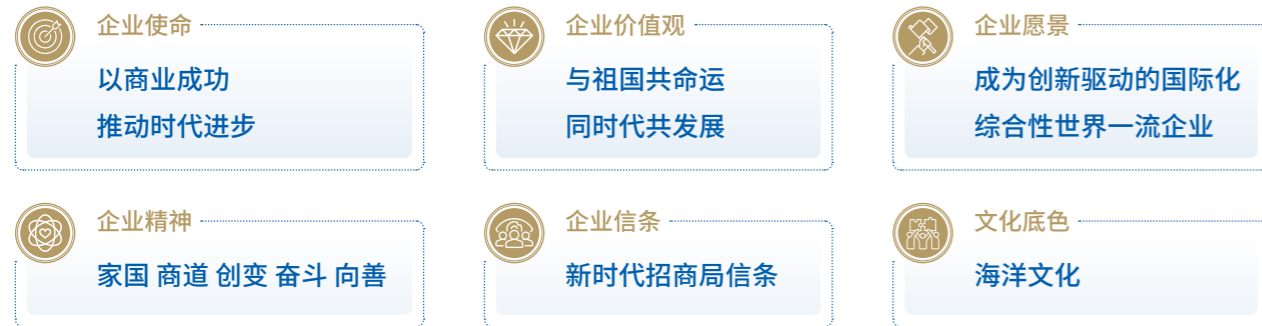 企业使命
以商业成功
推动时代进步
企业价值观
与祖国共命运
同时代共发展
企业愿景
成为创新驱动的国际化
综合性世界一流企业
企业精神
家国 商道 创变 奋斗 向善
企业信条
新时代招商局信条
文化底色
海洋文化